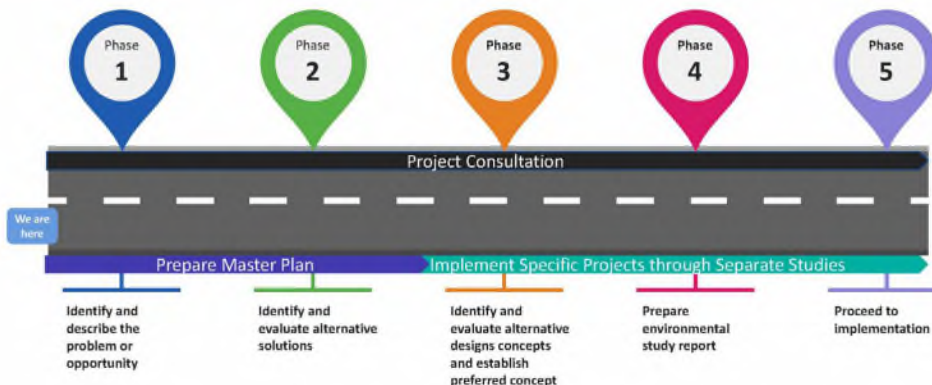 Phase
1
Phase
2
Phase
3
Phase
4
Phase
5
Project Consultation
We are
here
Prepare Master Plan
Implement Specific Projects through Separate Studies
Identify and
describe the
problem or
opportunity
Identify and
evaluate alternative
solutions
Identify and
evaluate alternative
designs concepts
and establish
preferred concept
Prepare
environmental
study report
Proceed to
implementation